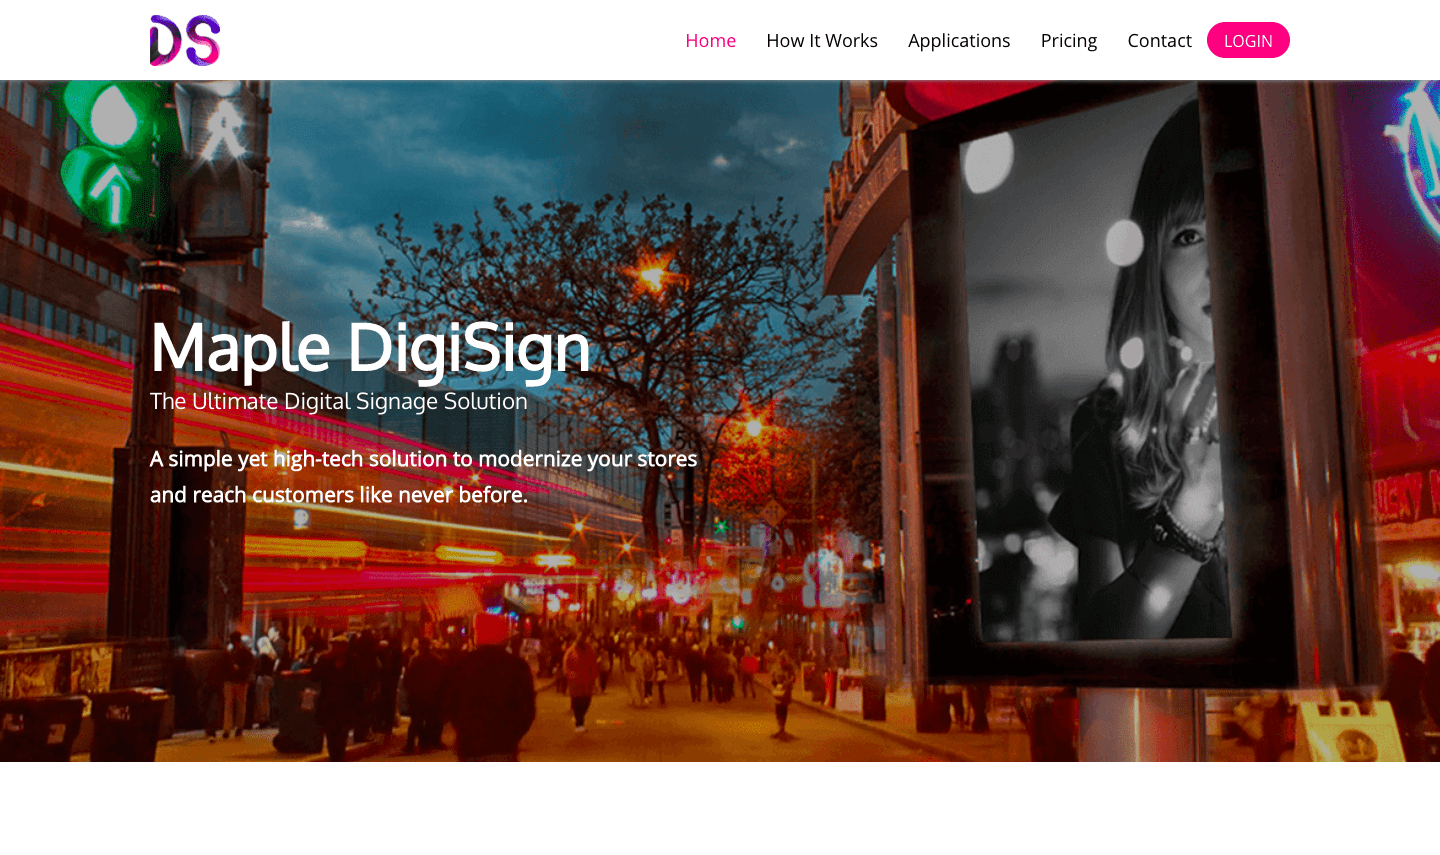 DS
Home How It Works Applications Pricing Contact LOGIN
Maple DigiSign
The Ultimate Digital Signage Solution
A simple yet high-tech solution to modernize your stores
and reach customers like never before.